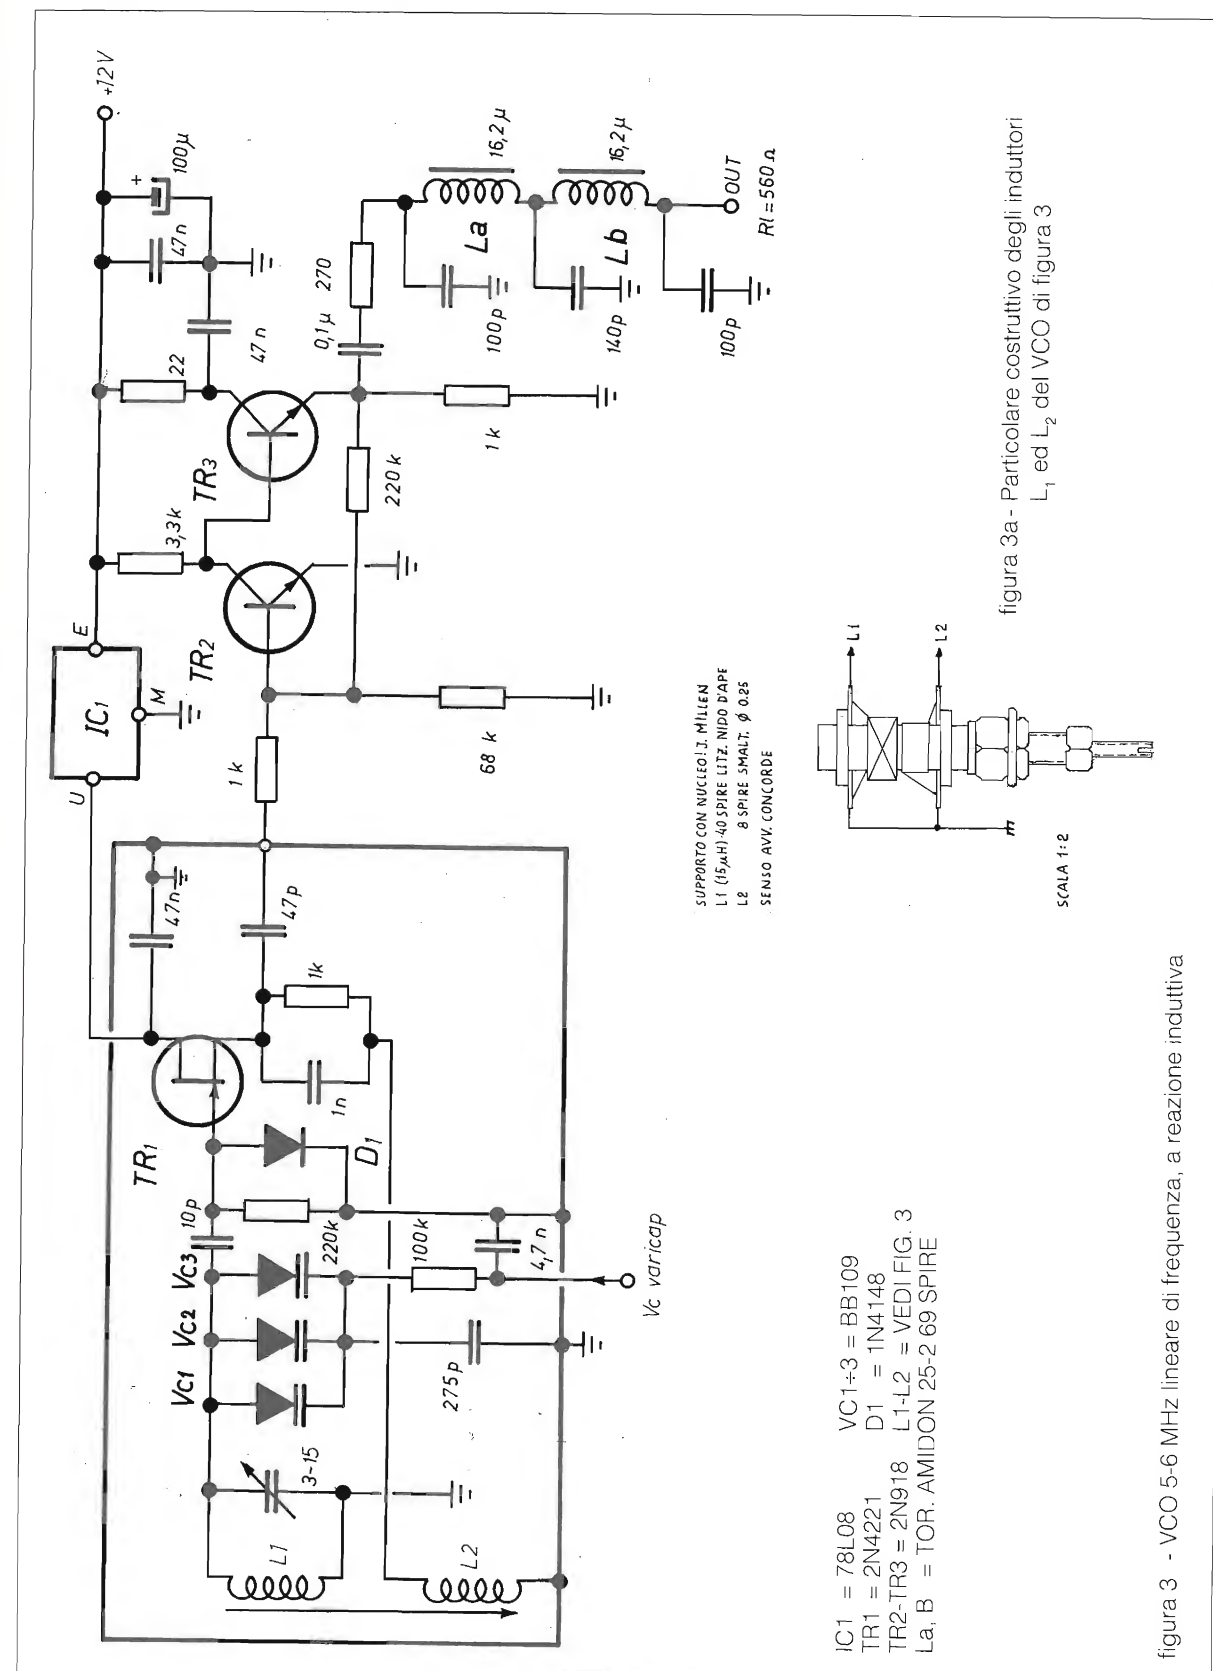 +12V
100µ
+
47n
47n
22
TR3
3,3k
TR2
E
IC1
M
U
1k
68k
220k
1k
0,1µ
270
La
16,2µ
100p
Lb
16,2µ
140p
100p
OUT
Rl=560Ω
47n
47p
1k
1n
TR1
D1
10p
220k
100k
4,7n
Vc varicap
VC3
VC2
VC1
275p
3-15
L1
L2
SUPPORTO CON NUCLEO: J. MILLEN
L1 (15µH)-40 SPIRE LITZ. NIDO D'APE
L2 8 SPIRE SMALT. ϕ 0.25
SENSO AVV. CONCORDE
L1
L2
SCALA 1:2
figura 3a - Particolare costruttivo degli induttori
L1 ed L2 del VCO di figura 3
IC1 = 78L08 VC1÷3 = BB109
TR1 = 2N4221 D1 = 1N4148
TR2-TR3 = 2N918 L1-L2 = VEDI FIG. 3
La, B = TOR. AMIDON 25-2 69 SPIRE
figura 3 - VCO 5-6 MHz lineare di frequenza, a reazione induttiva